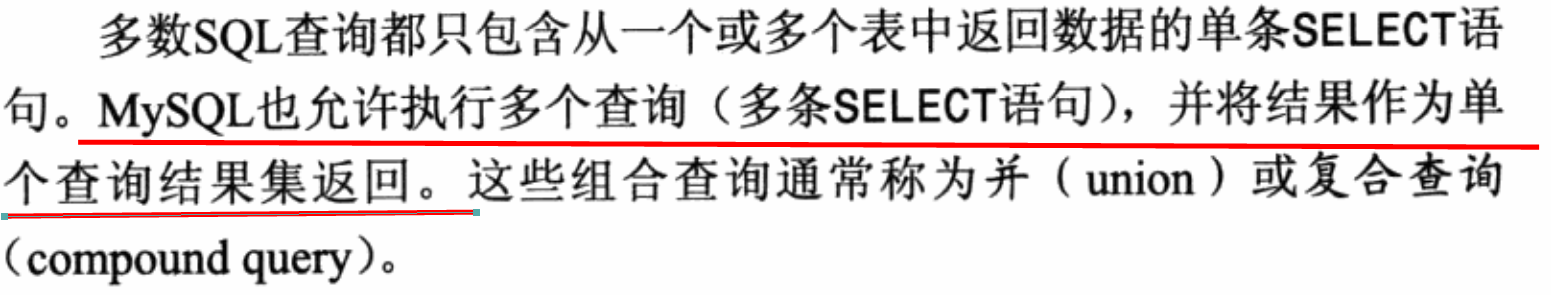 多数SQL查询都只包含从一个或多个表中返回数据的单条SELECT语
句。MySQL也允许执行多个查询（多条SELECT语句），并将结果作为单
个查询结果集返回。这些组合查询通常称为并（union）或复合查询
（compound query）。